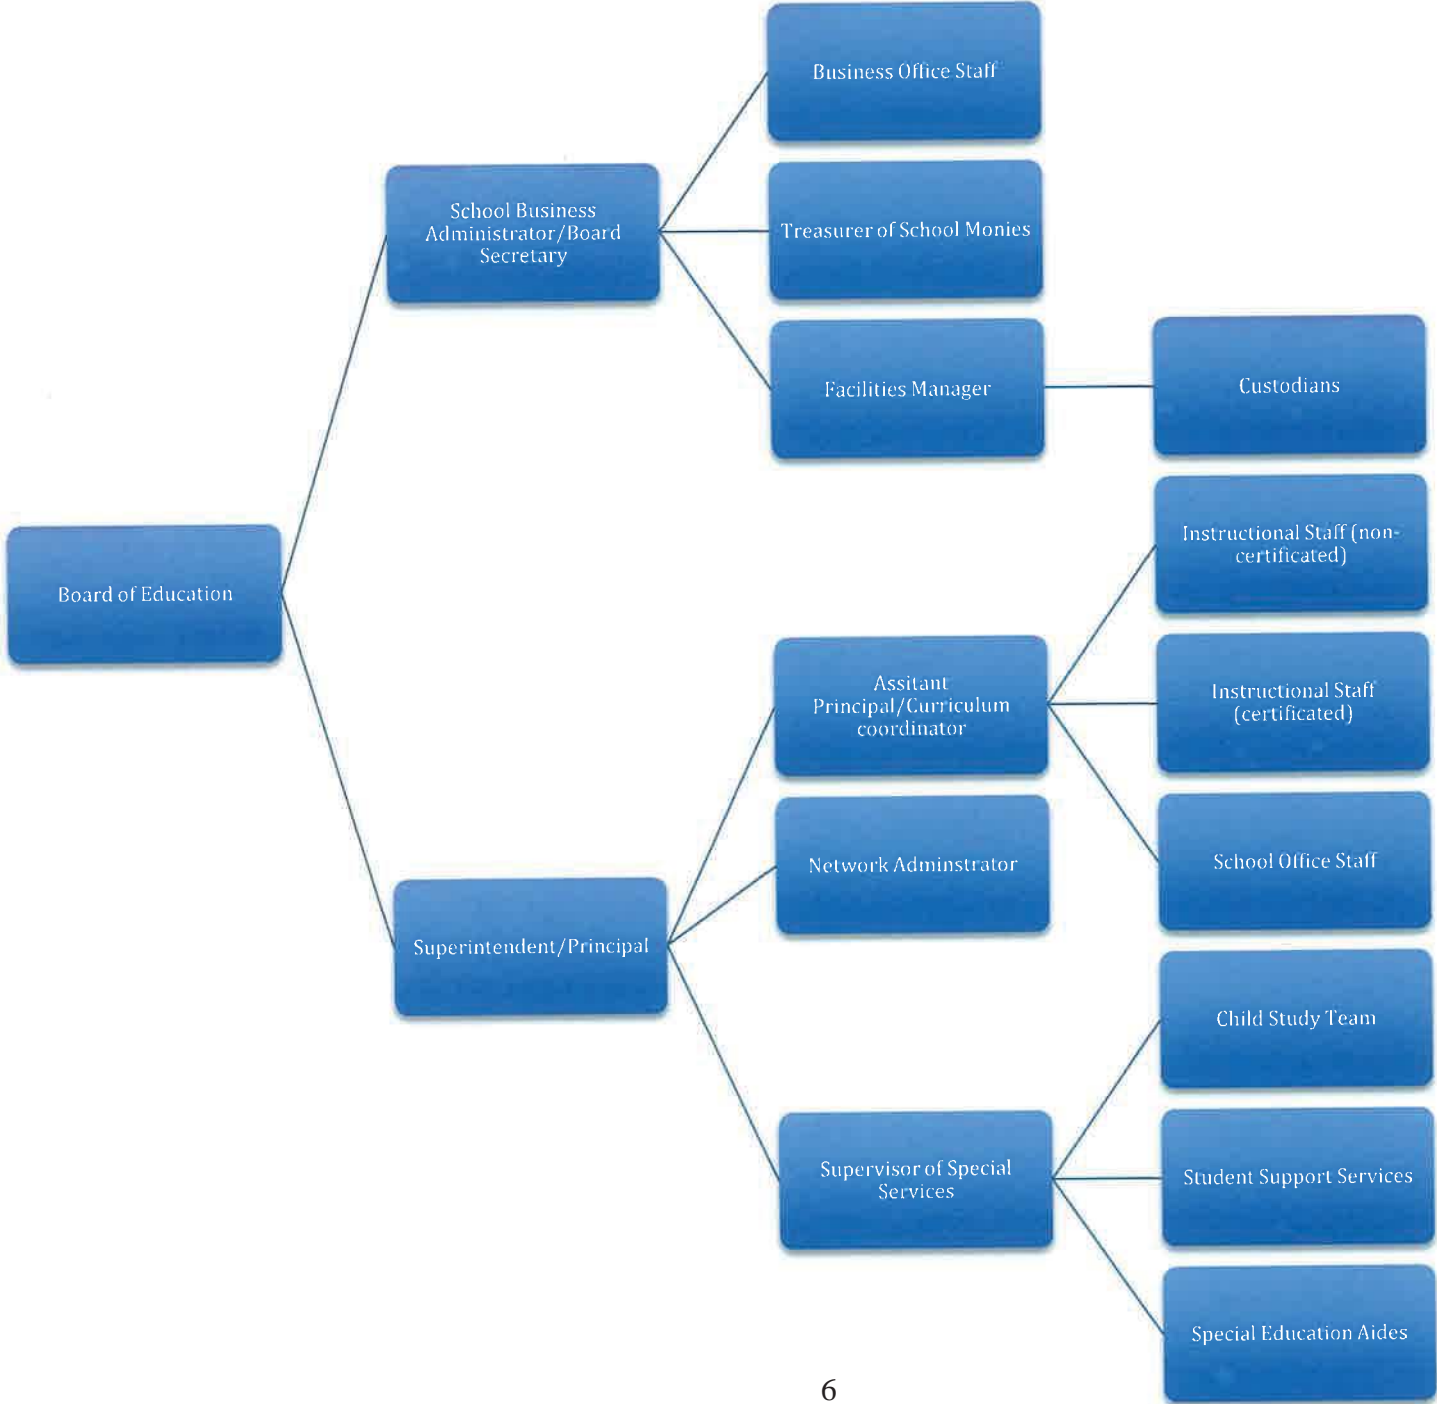 Business Office Staff
School Business
Administrator/Board
Secretary
Treasurer of School Monies
Facilities Manager
Custodians
Board of Education
Instructional Staff (non-
certificated)
Assitant
Principal/Curriculum
coordinator
Instructional Staff
(certificated)
Network Adminstrator
School Office Staff
Superintendent/Principal
Child Study Team
Supervisor of Special
Services
Student Support Services
Special Education Aides
6